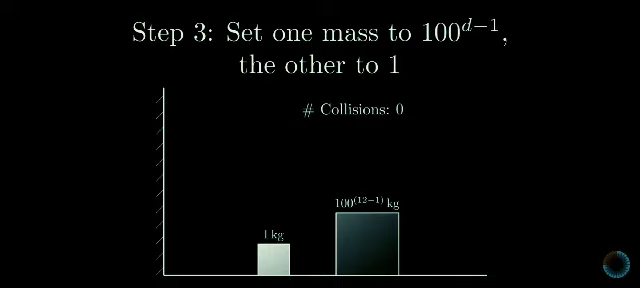 Step 3: Set one mass to 100^{d−1},
the other to 1
# Collisions: 0
100^{(12−1)} kg
1 kg